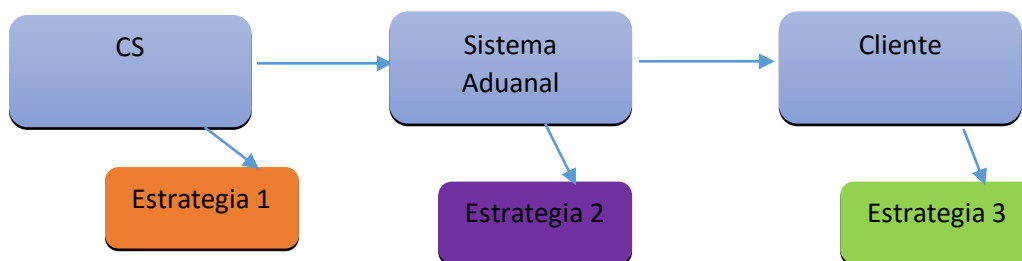 CS
Sistema
Aduanal
Cliente
Estrategia 1
Estrategia 2
Estrategia 3